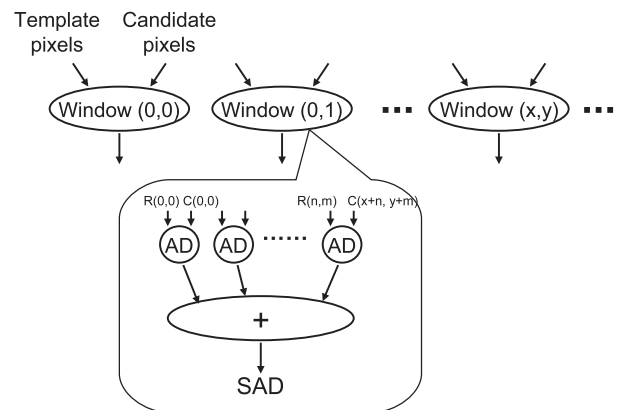 Template Candidate
pixels pixels
Window (0,0) Window (0,1) ... Window (x,y) ...
R(0,0) C(0,0) R(n,m) C(x+n, y+m)
AD AD ...... AD
+
SAD